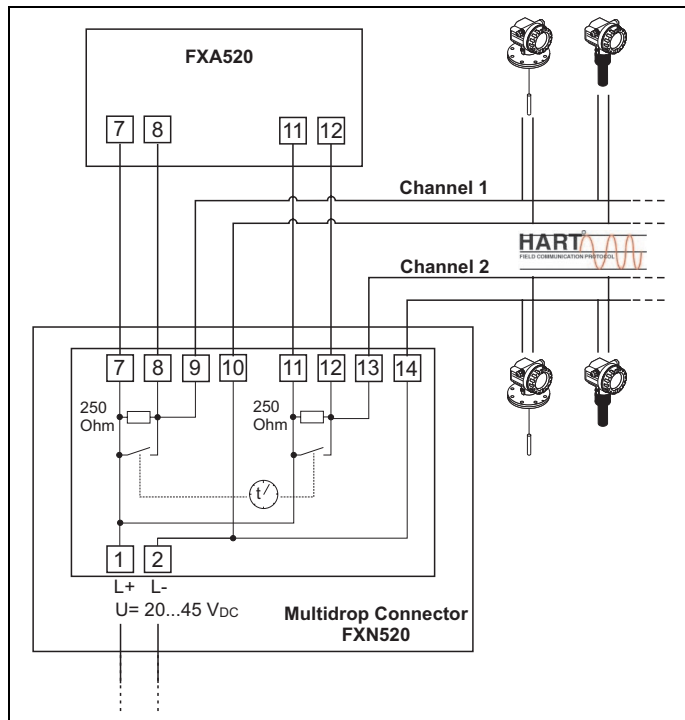 FXA520
7 8 11 12
Channel 1
HART
FIELD COMMUNICATION PROTOCOL
Channel 2
7 8 9 10 11 12 13 14
250
Ohm
250
Ohm
t/
1 2
L+ L-
U= 20...45 VDC
Multidrop Connector
FXN520